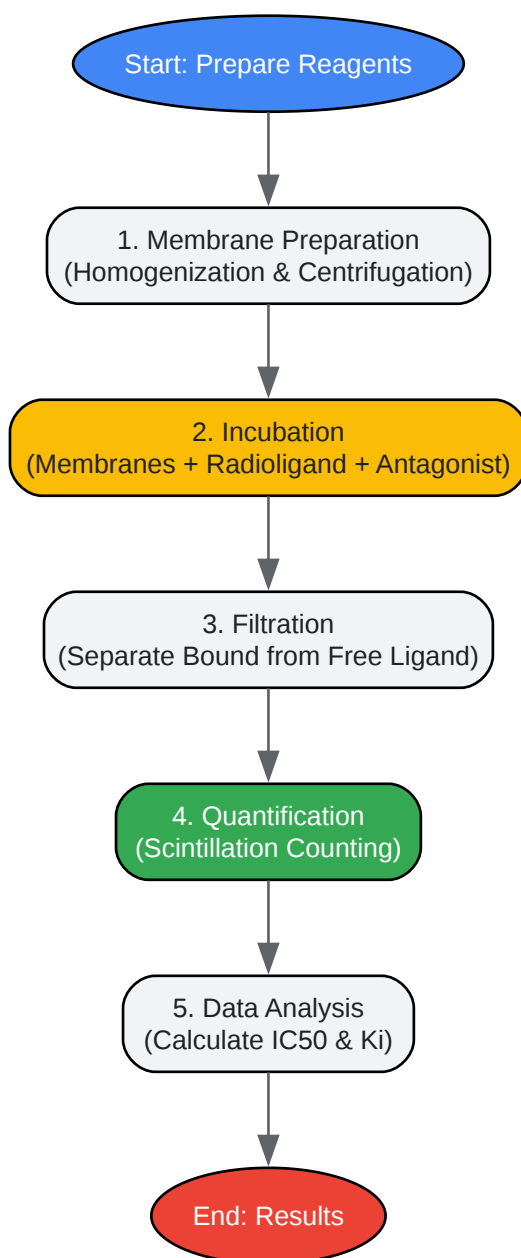 Start: Prepare Reagents
1. Membrane Preparation
(Homogenization & Centrifugation)
2. Incubation
(Membranes + Radioligand + Antagonist)
3. Filtration
(Separate Bound from Free Ligand)
4. Quantification
(Scintillation Counting)
5. Data Analysis
(Calculate IC50 & Ki)
End: Results